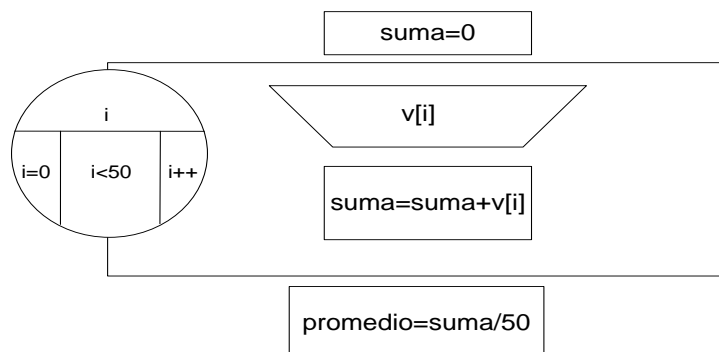 suma=0
i
i=0
i<50
i++
v[i]
suma=suma+v[i]
promedio=suma/50